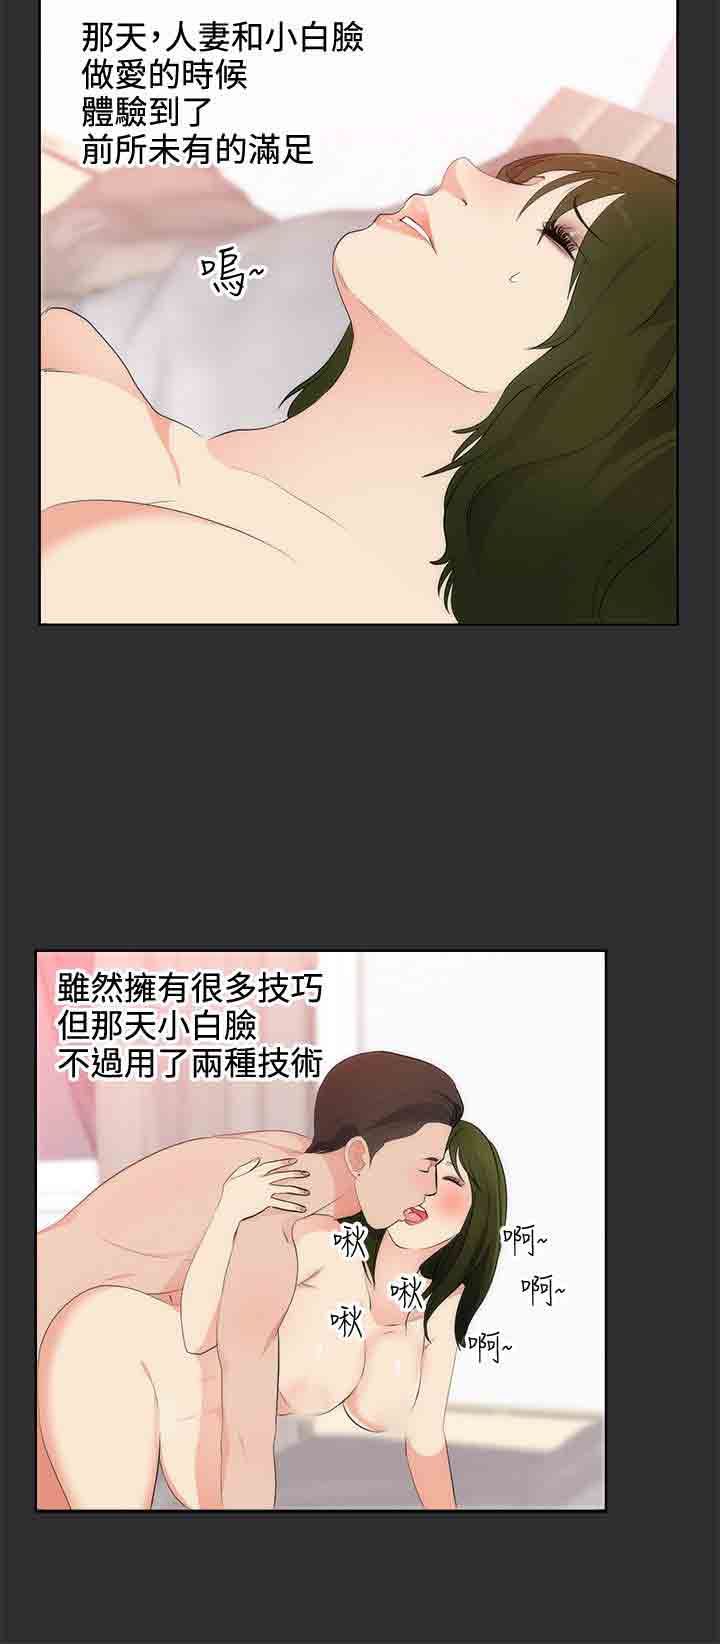 那天，人妻和小白臉
做愛的時候
體驗到了
前所未有的滿足
嗚~
雖然擁有很多技巧
但那天小白臉
不過用了兩種技術
啾
啾
啾
啊~
啊~
啊~